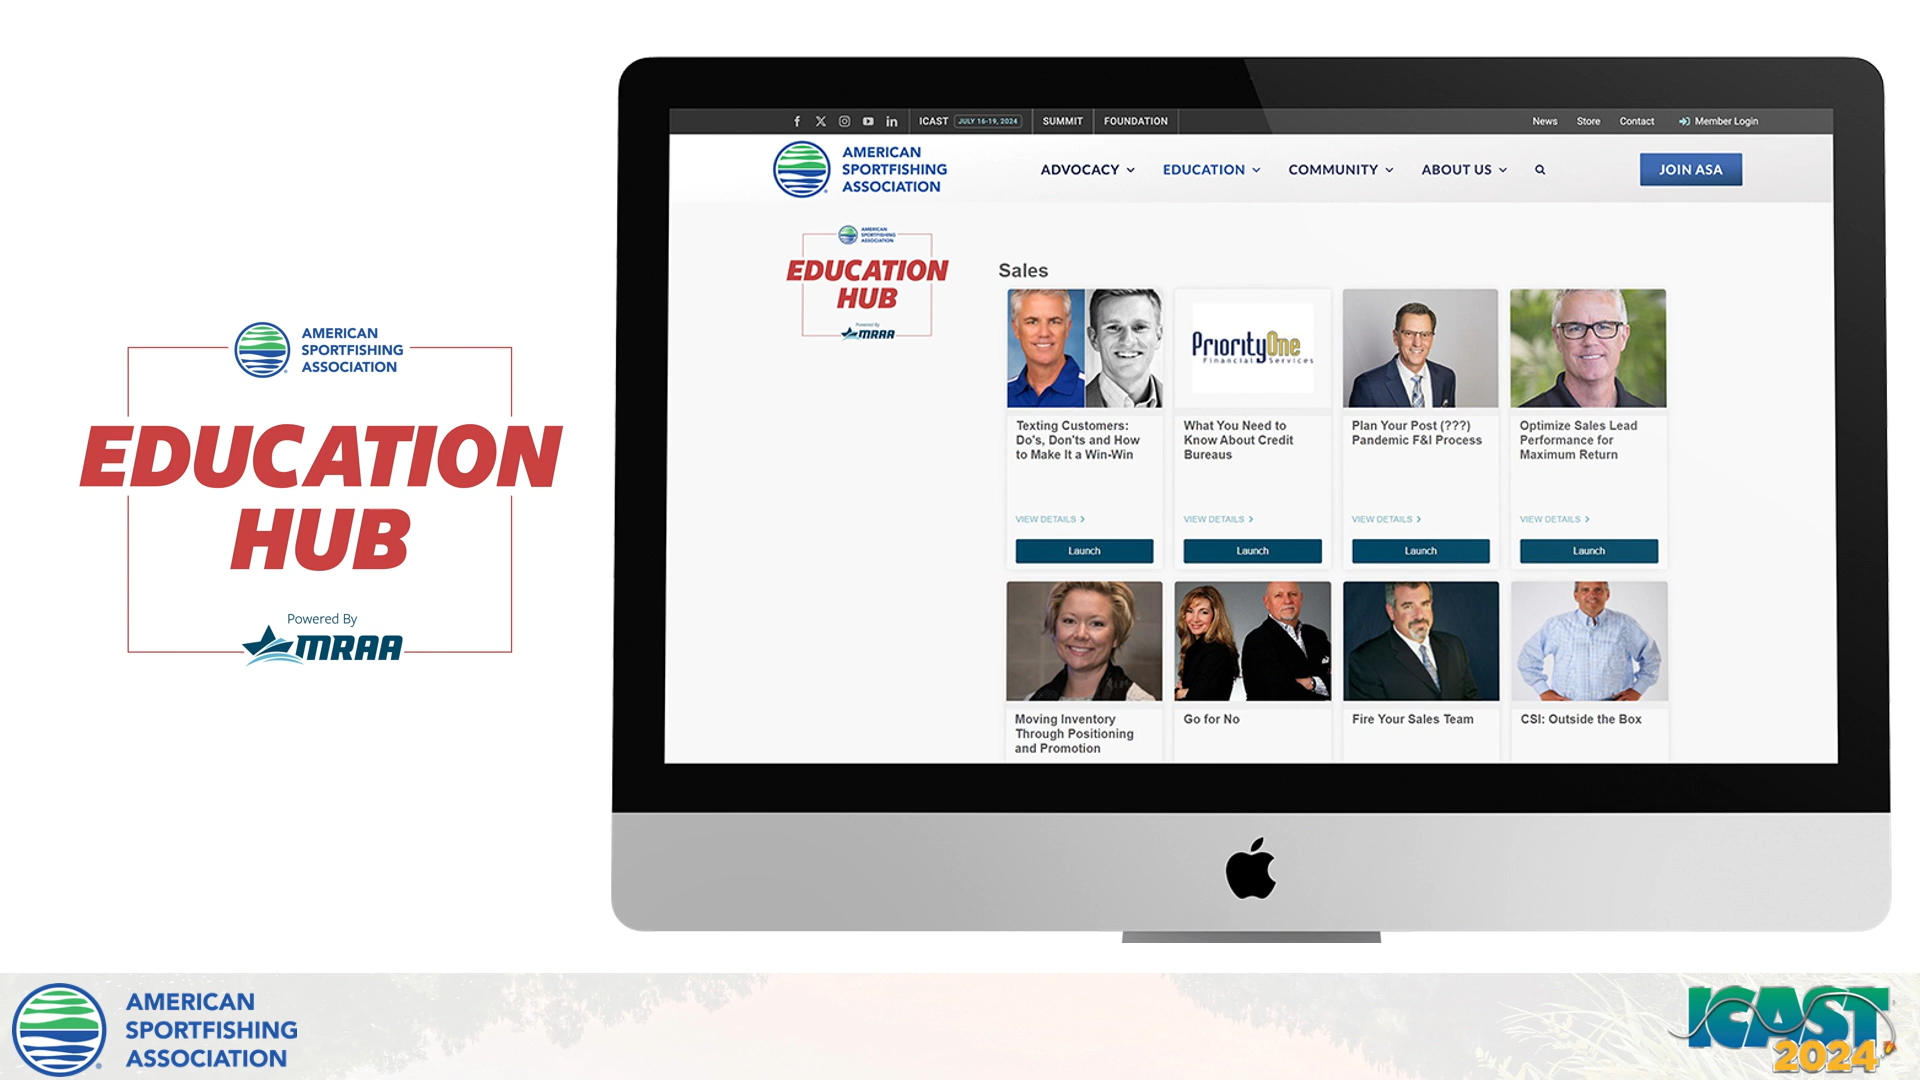 AMERICAN
SPORTFISHING
ASSOCIATION
EDUCATION
HUB
Powered By
MRAA
ICAST JULY 16-19, 2024 SUMMIT FOUNDATION
News Store Contact Member Login
AMERICAN
SPORTFISHING
ASSOCIATION
ADVOCACY EDUCATION COMMUNITY ABOUT US
JOIN ASA
AMERICAN
SPORTFISHING
ASSOCIATION
EDUCATION
HUB
Powered By
MRAA
Sales
PriorityOne
Financial Services
Texting Customers:
Do's, Don'ts and How
to Make It a Win-Win
VIEW DETAILS
Launch
What You Need to
Know About Credit
Bureaus
VIEW DETAILS
Launch
Plan Your Post (???)
Pandemic F&I Process
VIEW DETAILS
Launch
Optimize Sales Lead
Performance for
Maximum Return
VIEW DETAILS
Launch
Moving Inventory
Through Positioning
and Promotion
Go for No
Fire Your Sales Team
CSI: Outside the Box
AMERICAN
SPORTFISHING
ASSOCIATION
ICAST
2024